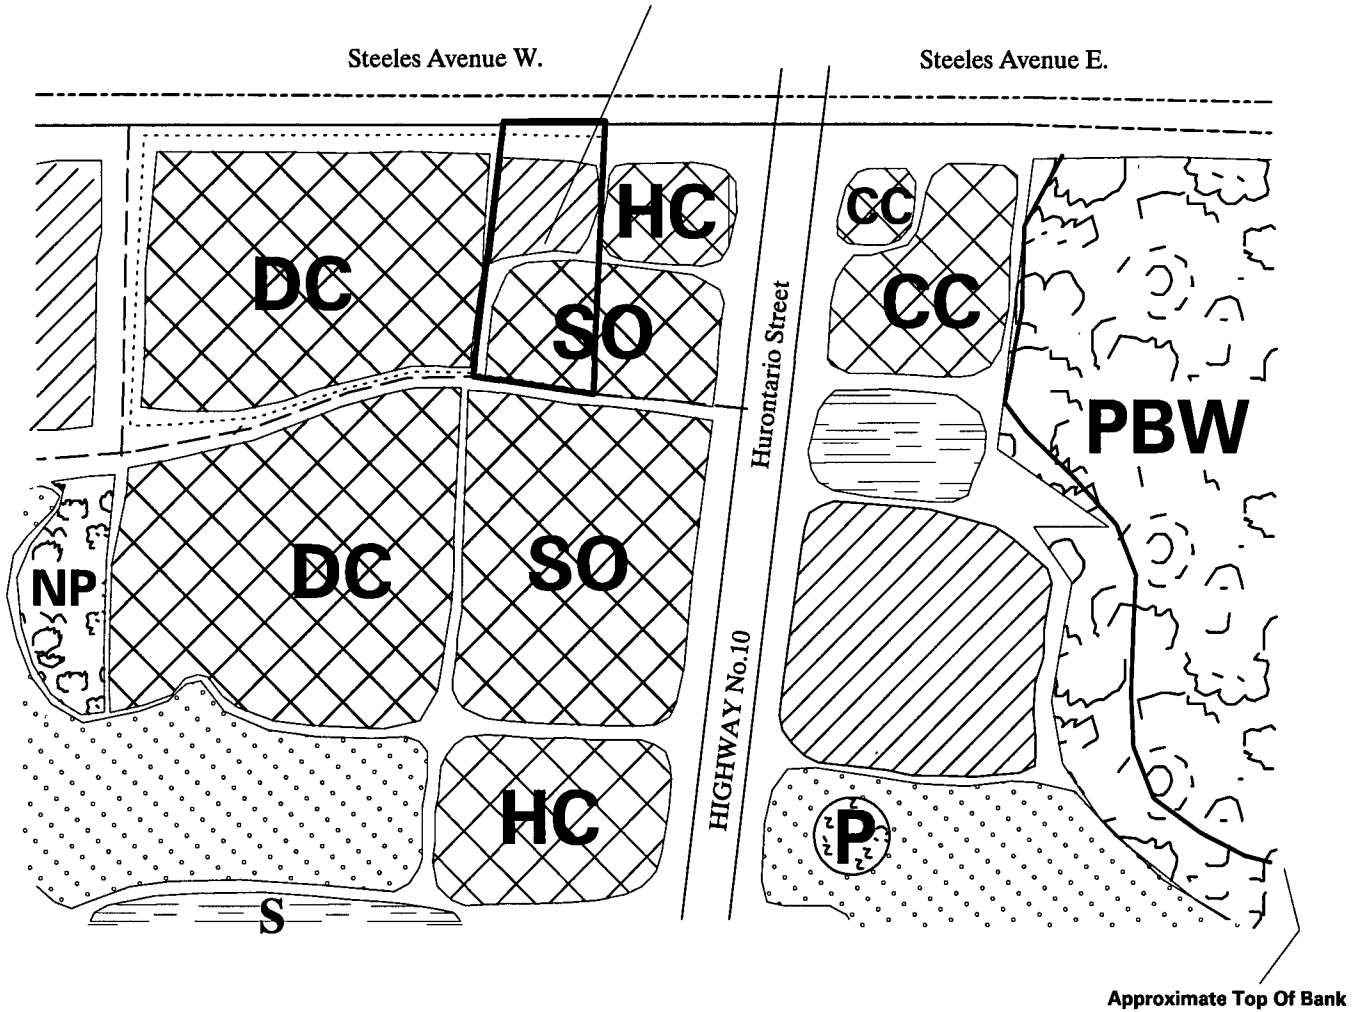 Steeles Avenue W.
Steeles Avenue E.
HC
CC
DC
CC
SO
Hurontario Street
PBW
DC
SO
NP
HIGHWAY No.10
HC
P
S
Approximate Top Of Bank